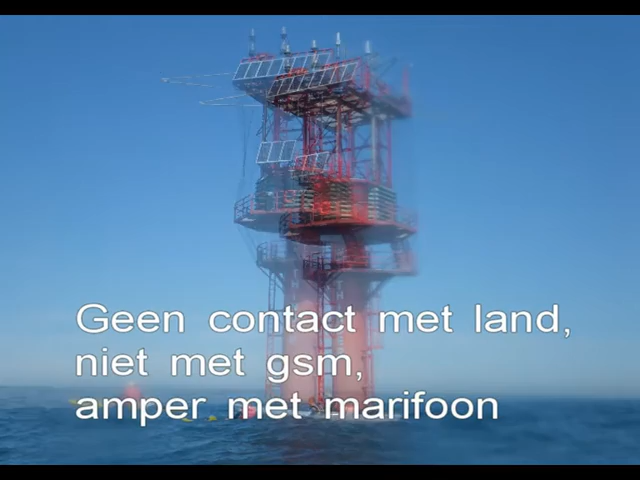 Geen contact met land,
niet met gsm,
amper met marifoon